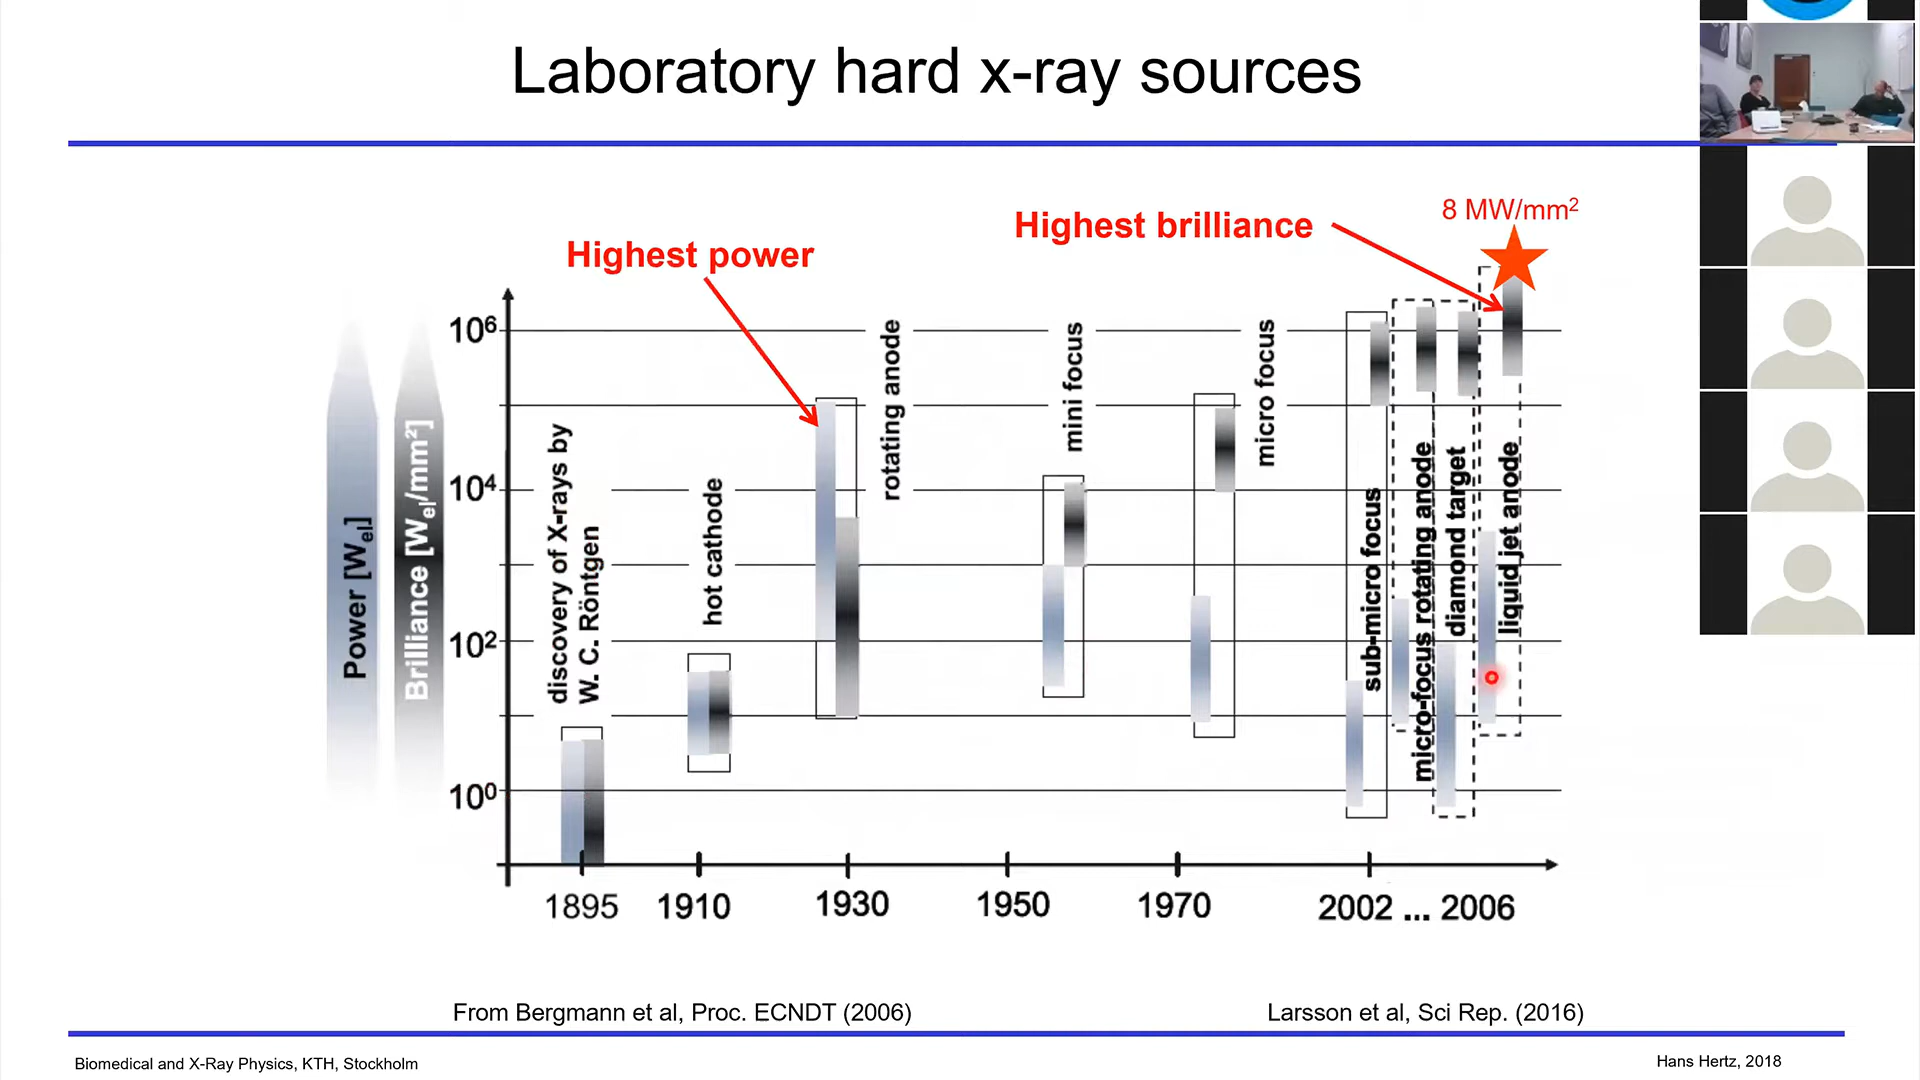 Laboratory hard x-ray sources
8 MW/mm²
Highest brilliance
Highest power
Power [Wel]
Brilliance [Wel/mm²]
10⁶
10⁴
10²
10⁰
discovery of X-rays by
W. C. Röntgen
hot cathode
rotating anode
mini focus
micro focus
sub-micro focus
micro-focus rotating anode
diamond target
liquid jet anode
1895
1910
1930
1950
1970
2002 ... 2006
From Bergmann et al, Proc. ECNDT (2006)
Larsson et al, Sci Rep. (2016)
Biomedical and X-Ray Physics, KTH, Stockholm
Hans Hertz, 2018